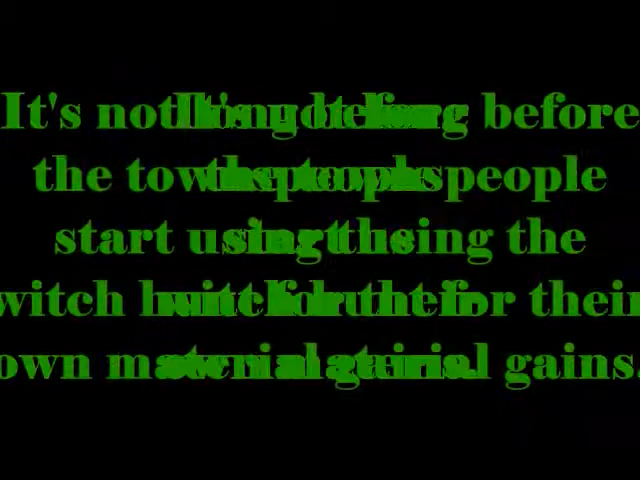 It's not long before
the townspeople
start using the
witch hunt for their
own material gains.